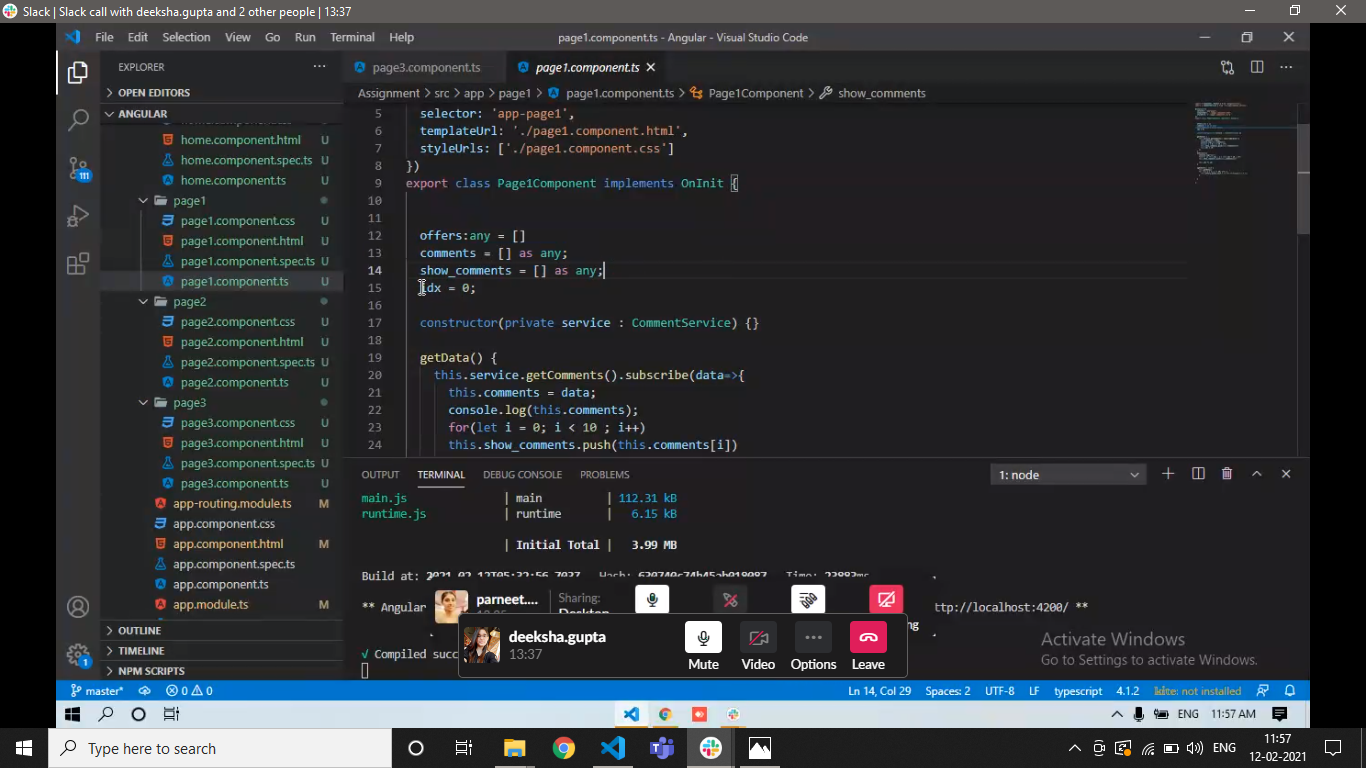 Slack | Slack call with deeksha.gupta and 2 other people | 13:37
File Edit Selection View Go Run Terminal Help
page1.component.ts - Angular - Visual Studio Code
EXPLORER
OPEN EDITORS
ANGULAR
home.component.html U
home.component.spec.ts U
home.component.ts U
page1
page1.component.css U
page1.component.html U
page1.component.spec.ts U
page1.component.ts U
page2
page2.component.css U
page2.component.html U
page2.component.spec.ts U
page2.component.ts U
page3
page3.component.css U
page3.component.html U
page3.component.spec.ts U
page3.component.ts U
app-routing.module.ts M
app.component.css
app.component.html M
app.component.spec.ts
app.component.ts
app.module.ts M
OUTLINE
TIMELINE
NPM SCRIPTS
111
1
page3.component.ts page1.component.ts
Assignment > src > app > page1 > page1.component.ts > Page1Component > show_comments
5 selector: 'app-page1',
6 templateUrl: './page1.component.html',
7 styleUrls: ['./page1.component.css']
8 })
9 export class Page1Component implements OnInit {
10
11
12 offers:any = []
13 comments = [] as any;
14 show_comments = [] as any;
15 idx = 0;
16
17 constructor(private service : CommentService) {}
18
19 getData() {
20 this.service.getComments().subscribe(data=>{
21 this.comments = data;
22 console.log(this.comments);
23 for(let i = 0; i < 10 ; i++)
24 this.show_comments.push(this.comments[i])
OUTPUT TERMINAL DEBUG CONSOLE PROBLEMS
1: node
main.js | main | 112.31 kB
runtime.js | runtime | 6.15 kB
| Initial Total | 3.99 MB
Build at:
** Angular
ttp://localhost:4200/ **
ng
√ Compiled succ
parneet....
Sharing:
deeksha.gupta
13:37
Mute Video Options Leave
Activate Windows
Go to Settings to activate Windows.
master* 0 0
Ln 14, Col 29 Spaces: 2 UTF-8 LF typescript 4.1.2 kite: not installed
ENG 11:57 AM
Type here to search
ENG
11:57
12-02-2021